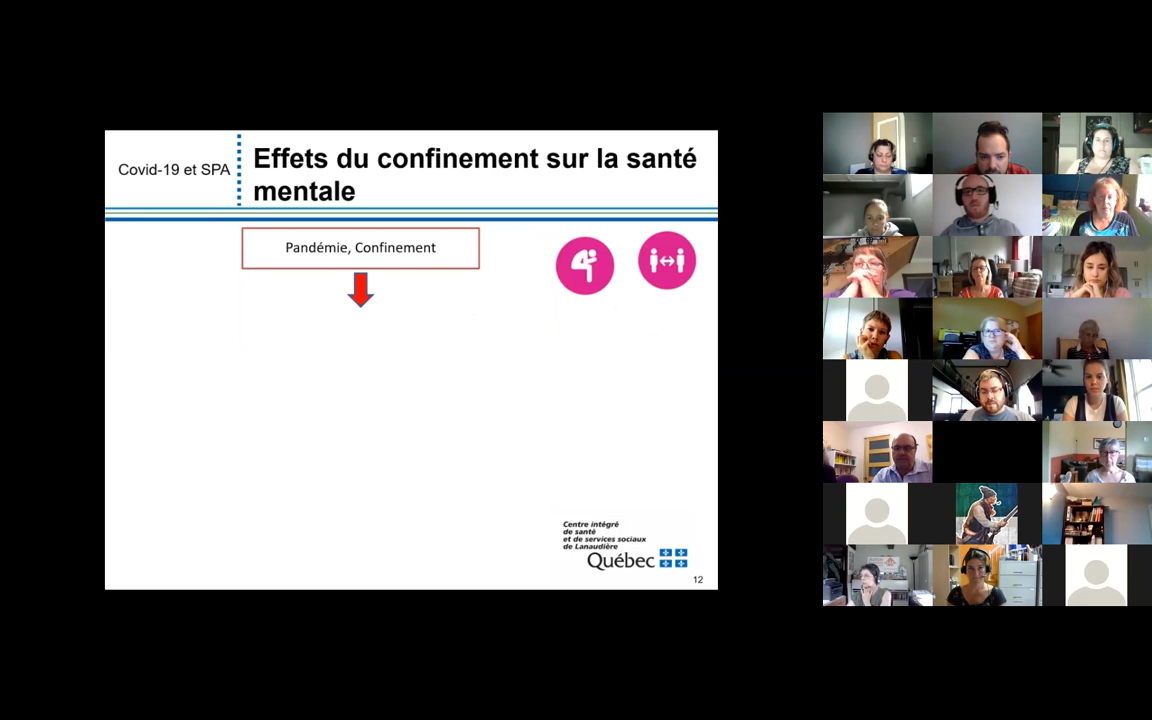 Covid-19 et SPA
Effets du confinement sur la santé
mentale
Pandémie, Confinement
Centre intégré
de santé
et de services sociaux
de Lanaudière
Québec
12